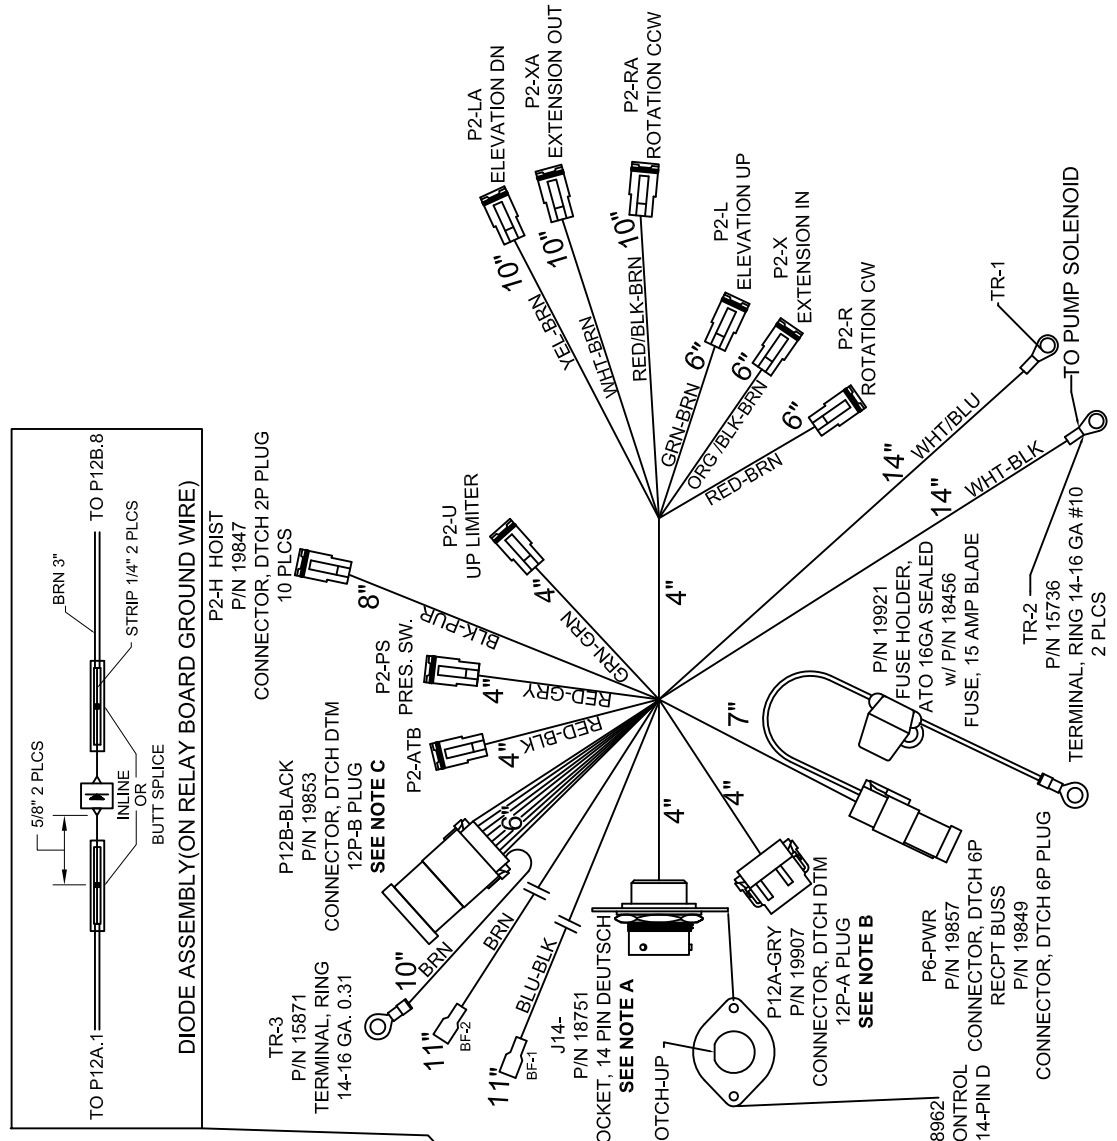 TO P12A.1
5/8" 2 PLCS
INLINE
OR
BUTT SPLICE
STRIP 1/4" 2 PLCS
BRN 3"
TO P12B.8
DIODE ASSEMBLY(ON RELAY BOARD GROUND WIRE)
P2-H HOIST
P/N 19847
CONNECTOR, DTCH 2P PLUG
10 PLCS
8"
BLK-PUR
P2-U
UP LIMITER
4"
GRN-GRN
P2-PS
PRES. SW.
4"
RED-GRY
P2-ATB
4"
RED-BLK
P12B-BLACK
P/N 19853
CONNECTOR, DTCH DTM
12P-B PLUG
SEE NOTE C
6"
TR-3
P/N 15871
TERMINAL, RING
14-16 GA. 0.31
10"
BRN
11"
BF-2
BRN
11"
BF-1
BLU-BLK
J14-
P/N 18751
OCKET, 14 PIN DEUTSCH
SEE NOTE A
4"
OTCH-UP
8962
ONTROL
14-PIN D
P12A-GRY
P/N 19907
CONNECTOR, DTCH DTM
12P-A PLUG
SEE NOTE B
4"
P6-PWR
P/N 19857
CONNECTOR, DTCH 6P
RECPT BUSS
P/N 19849
CONNECTOR, DTCH 6P PLUG
7"
P/N 19921
FUSE HOLDER,
ATO 16GA SEALED
w/ P/N 18456
FUSE, 15 AMP BLADE
TR-2
P/N 15736
TERMINAL, RING 14-16 GA #10
2 PLCS
14"
WHT-BLK
14"
WHT/BLU
TO PUMP SOLENOID
TR-1
4"
P2-LA
ELEVATION DN
10"
YEL-BRN
P2-XA
EXTENSION OUT
10"
WHT-BRN
P2-RA
ROTATION CCW
10"
RED/BLK-BRN
P2-L
ELEVATION UP
6"
GRN-BRN
P2-X
EXTENSION IN
6"
ORG /BLK-BRN
P2-R
ROTATION CW
6"
RED-BRN